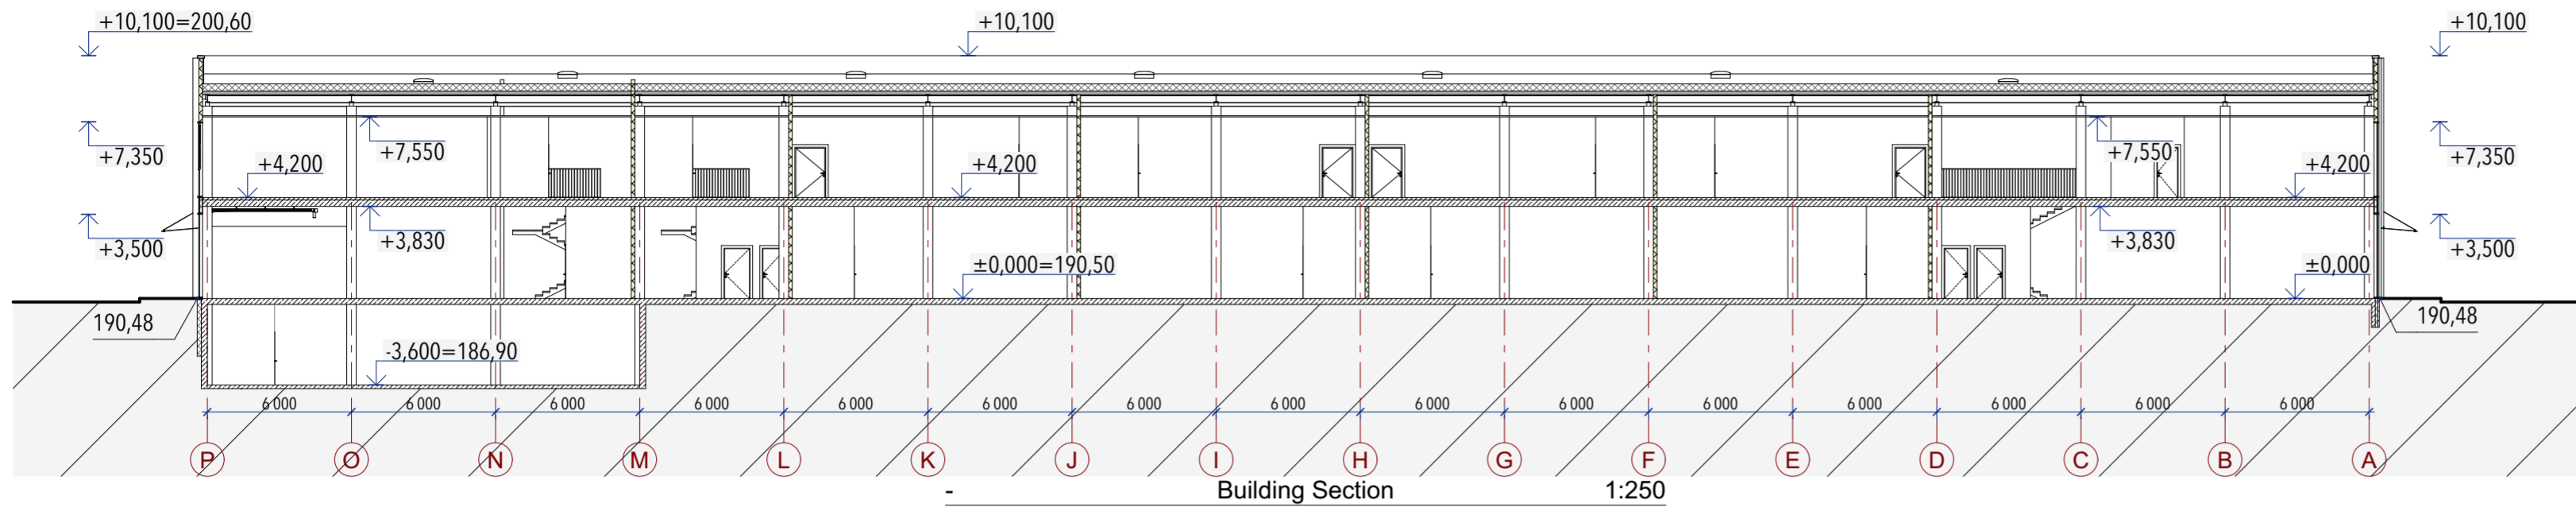 +10,100=200,60 +10,100 +10,100
+7,350 +7,550 +7,550 +7,350
+4,200 +4,200 +4,200
+3,500 +3,830 +3,830 +3,500
±0,000=190,50 ±0,000
190,48 190,48
-3,600=186,90
6 000 6 000 6 000 6 000 6 000 6 000 6 000 6 000 6 000 6 000 6 000 6 000 6 000 6 000 6 000
P O N M L K J I H G F E D C B A
- Building Section 1:250